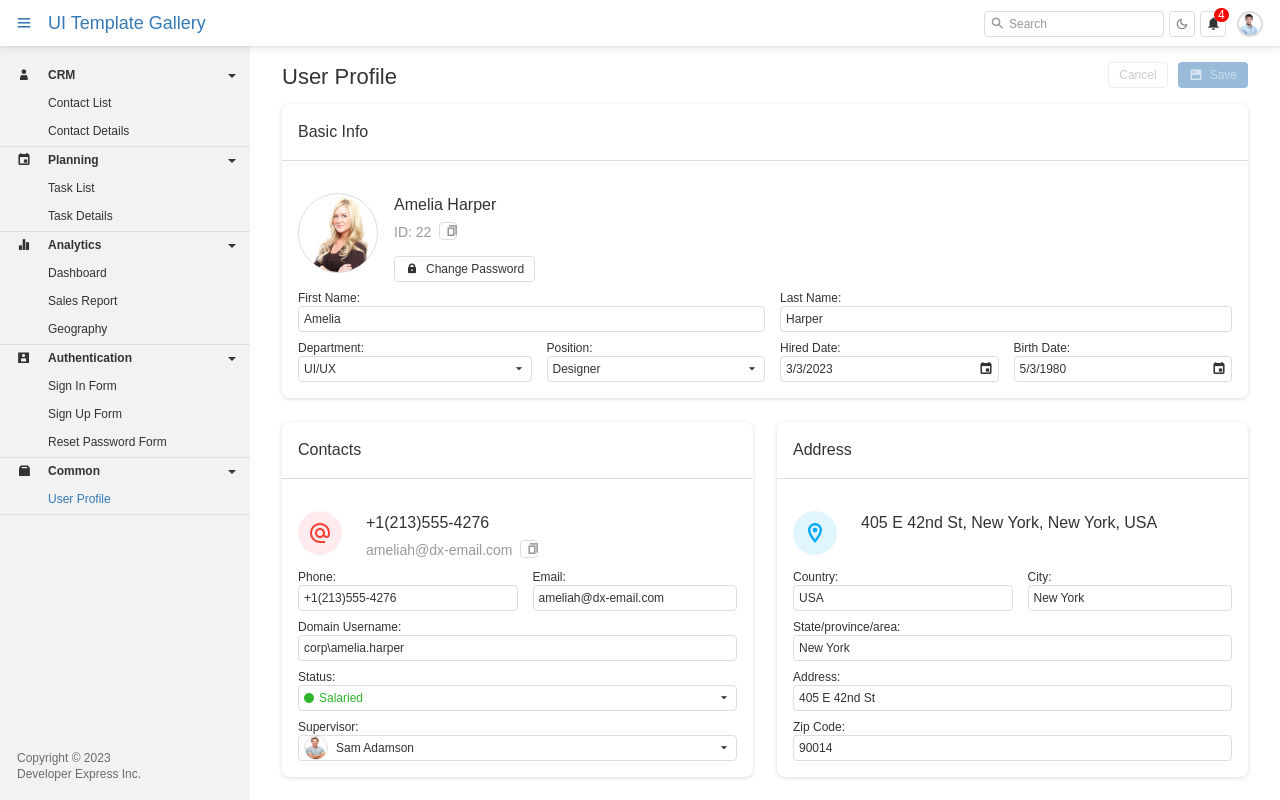 UI Template Gallery
Search
4
CRM
Contact List
Contact Details
Planning
Task List
Task Details
Analytics
Dashboard
Sales Report
Geography
Authentication
Sign In Form
Sign Up Form
Reset Password Form
Common
User Profile
Copyright © 2023
Developer Express Inc.
User Profile
Cancel
Save
Basic Info
Amelia Harper
ID: 22
Change Password
First Name:
Last Name:
Amelia
Harper
Department:
Position:
Hired Date:
Birth Date:
UI/UX
Designer
3/3/2023
5/3/1980
Contacts
+1(213)555-4276
ameliah@dx-email.com
Phone:
Email:
+1(213)555-4276
ameliah@dx-email.com
Domain Username:
corp\amelia.harper
Status:
Salaried
Supervisor:
Sam Adamson
Address
405 E 42nd St, New York, New York, USA
Country:
City:
USA
New York
State/province/area:
New York
Address:
405 E 42nd St
Zip Code:
90014